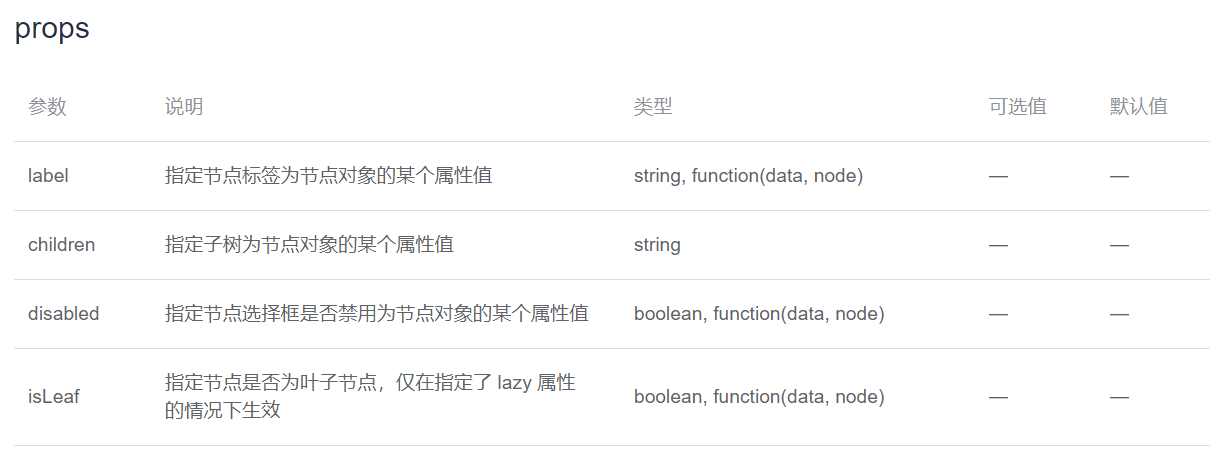 props
参数 说明 类型 可选值 默认值
label 指定节点标签为节点对象的某个属性值 string, function(data, node) — —
children 指定子树为节点对象的某个属性值 string — —
disabled 指定节点选择框是否禁用为节点对象的某个属性值 boolean, function(data, node) — —
isLeaf 指定节点是否为叶子节点，仅在指定了 lazy 属性
的情况下生效 boolean, function(data, node) — —